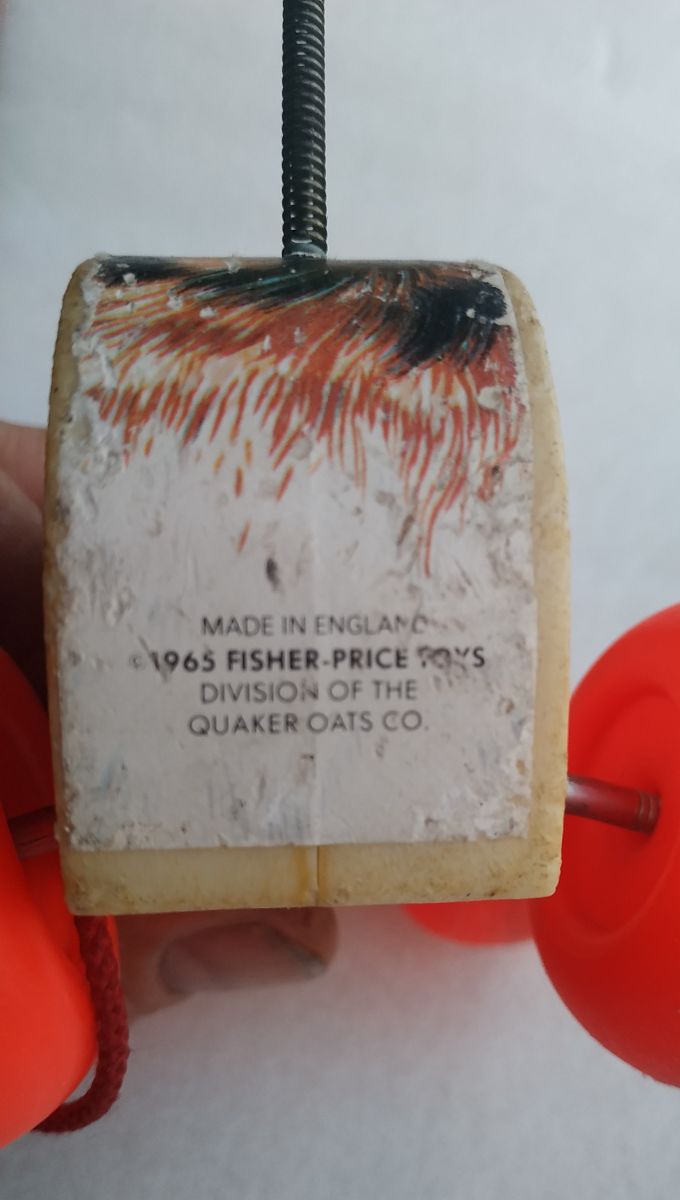 MADE IN ENGLAND
©1965 FISHER-PRICE TOYS
DIVISION OF THE
QUAKER OATS CO.